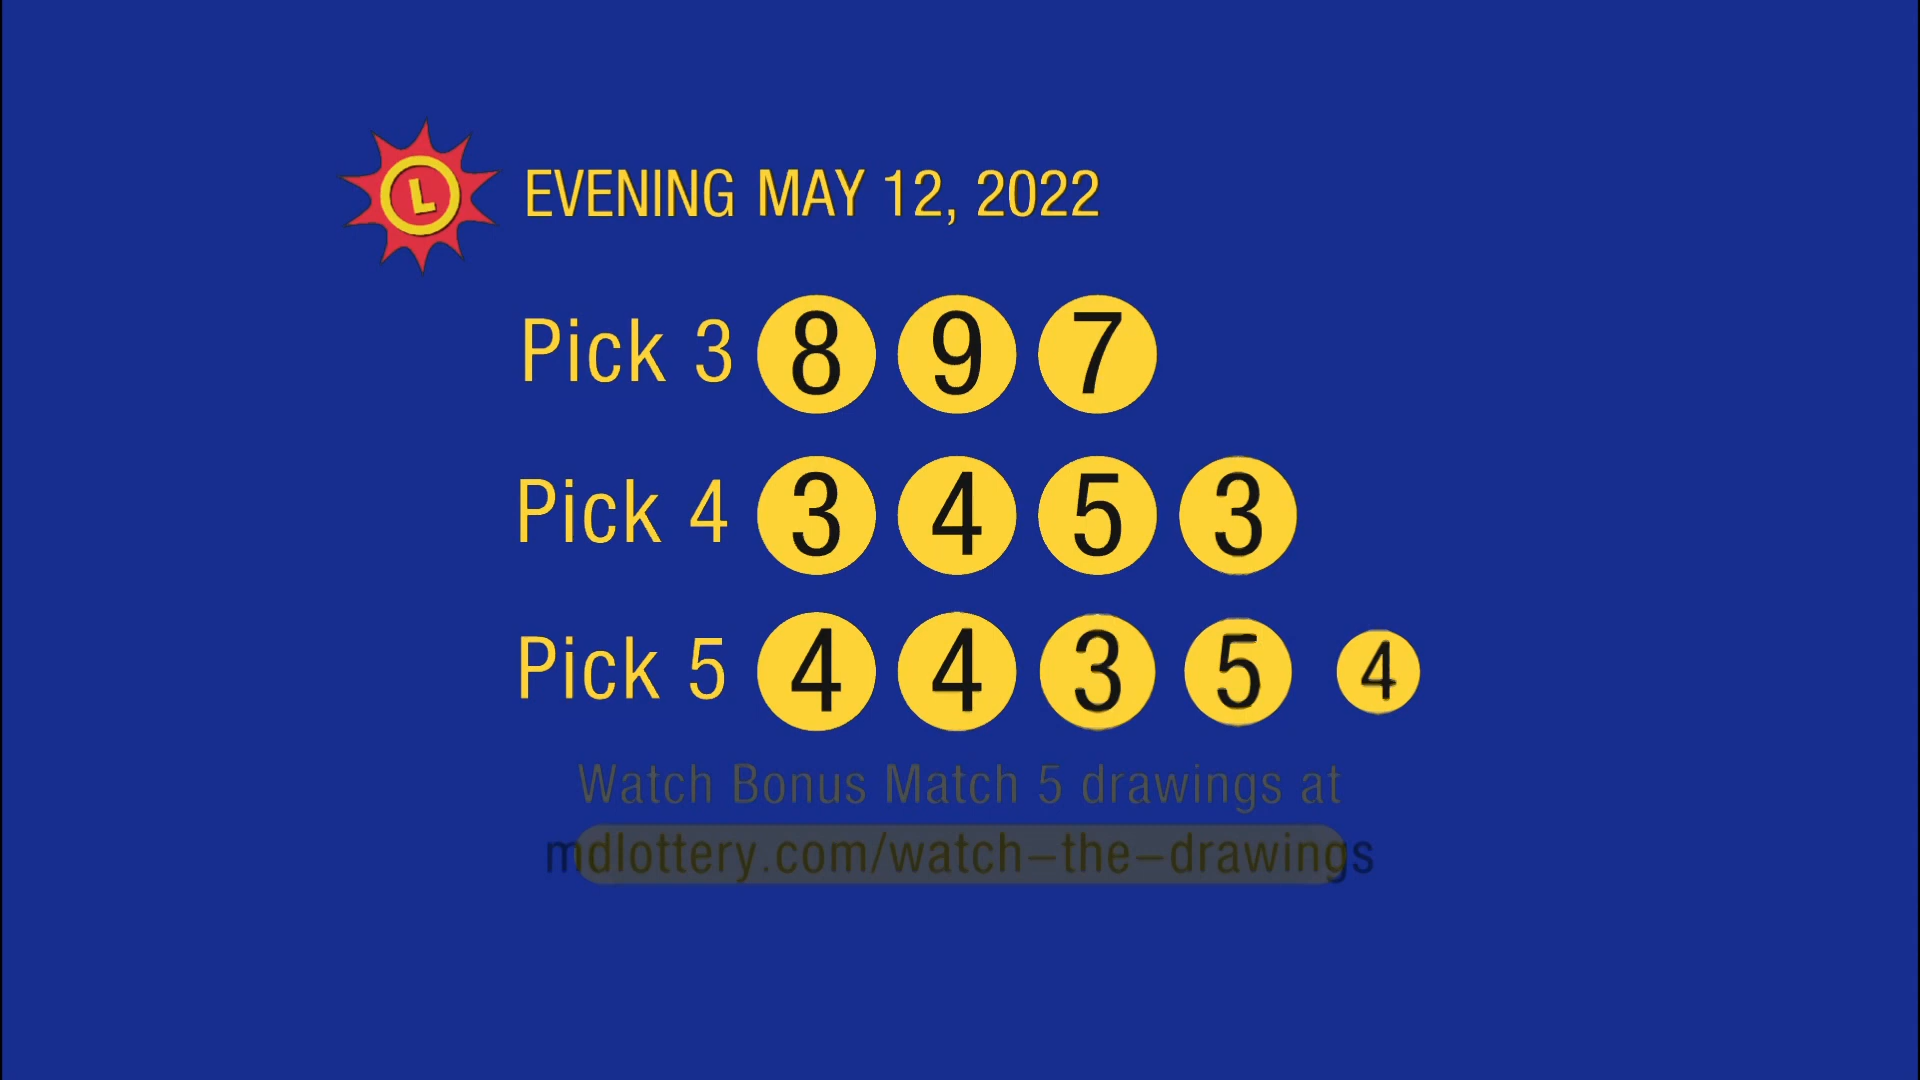 L
EVENING MAY 12, 2022
Pick 3 8 9 7
Pick 4 3 4 5 3
Pick 5 4 4 3 5 4
Watch Bonus Match 5 drawings at
mdlottery.com/watch-the-drawings